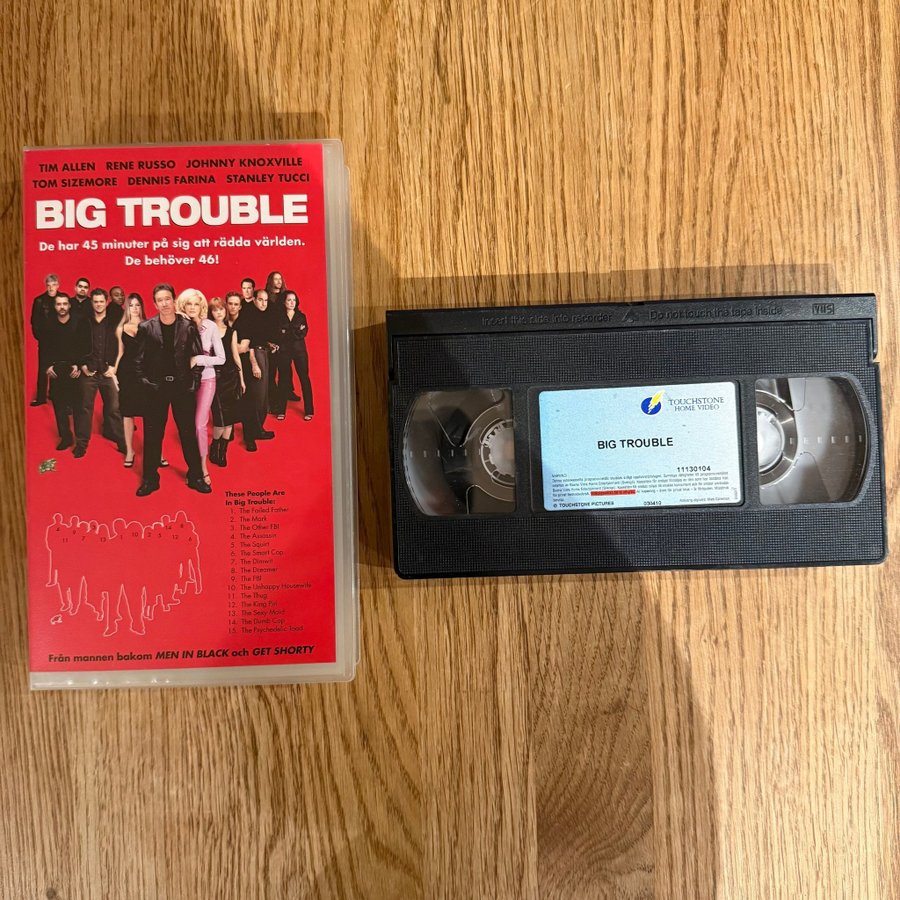 TIM ALLEN RENE RUSSO JOHNNY KNOXVILLE
TOM SIZEMORE DENNIS FARINA STANLEY TUCCI
BIG TROUBLE
De har 45 minuter på sig att rädda världen.
De behöver 46!
These People Are
In Big Trouble:
1. The Failed Father
2. The Mark
3. The Other FBI
4. The Assassin
5. The Squirt
6. The Smart Cop
7. The Dimwit
8. The Dreamer
9. The FBI
10. The Unhappy Housewife
11. The Thug
12. The King Pin
13. The Sexy Maid
14. The Dumb Cop
15. The Psychedelic Toad
Från mannen bakom MEN IN BLACK och GET SHORTY
Insert this side into recorder Do not touch the tape inside VHS
TOUCHSTONE
HOME VIDEO
BIG TROUBLE
11130104
© TOUCHSTONE PICTURES